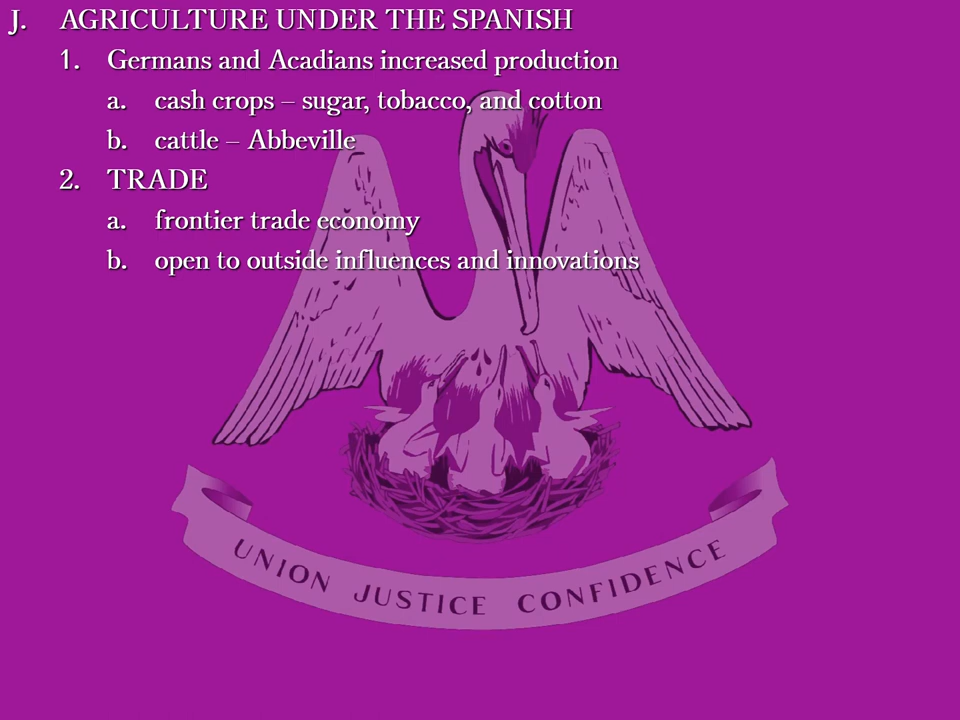 J. AGRICULTURE UNDER THE SPANISH
1. Germans and Acadians increased production
a. cash crops – sugar, tobacco, and cotton
b. cattle – Abbeville
2. TRADE
a. frontier trade economy
b. open to outside influences and innovations
UNION JUSTICE CONFIDENCE